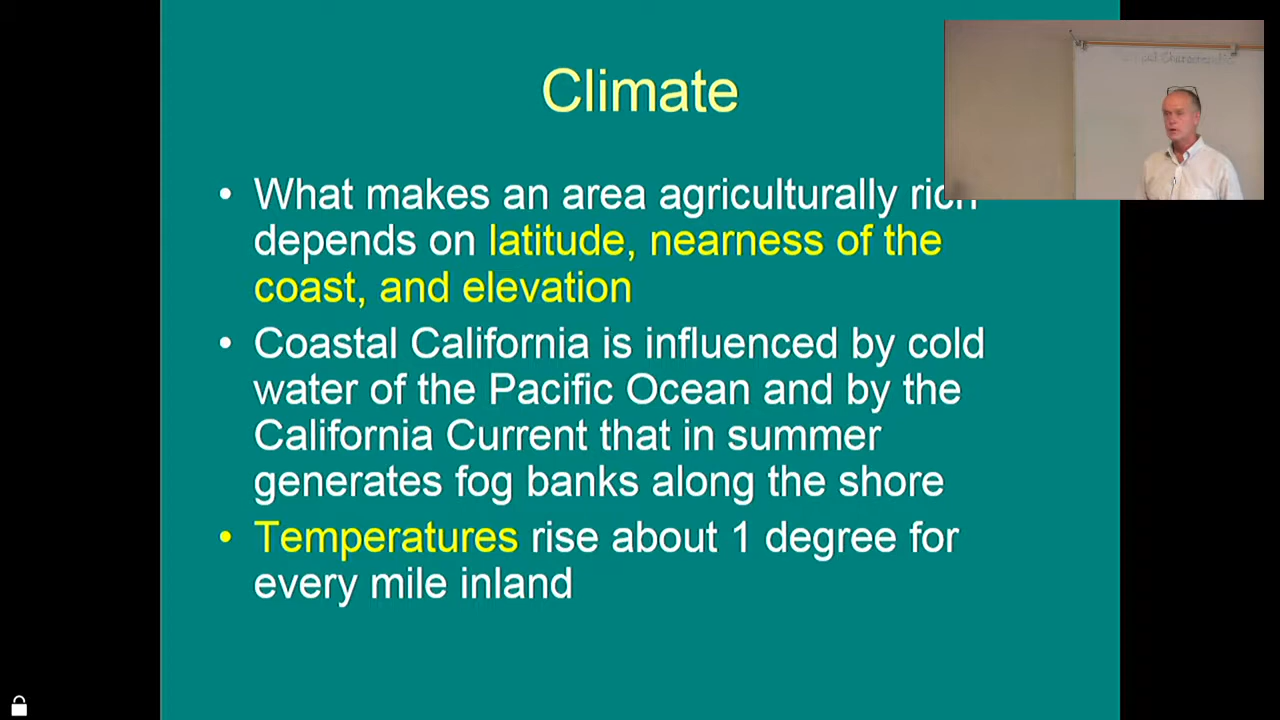 Climate
• What makes an area agriculturally rich
depends on latitude, nearness of the
coast, and elevation
• Coastal California is influenced by cold
water of the Pacific Ocean and by the
California Current that in summer
generates fog banks along the shore
• Temperatures rise about 1 degree for
every mile inland